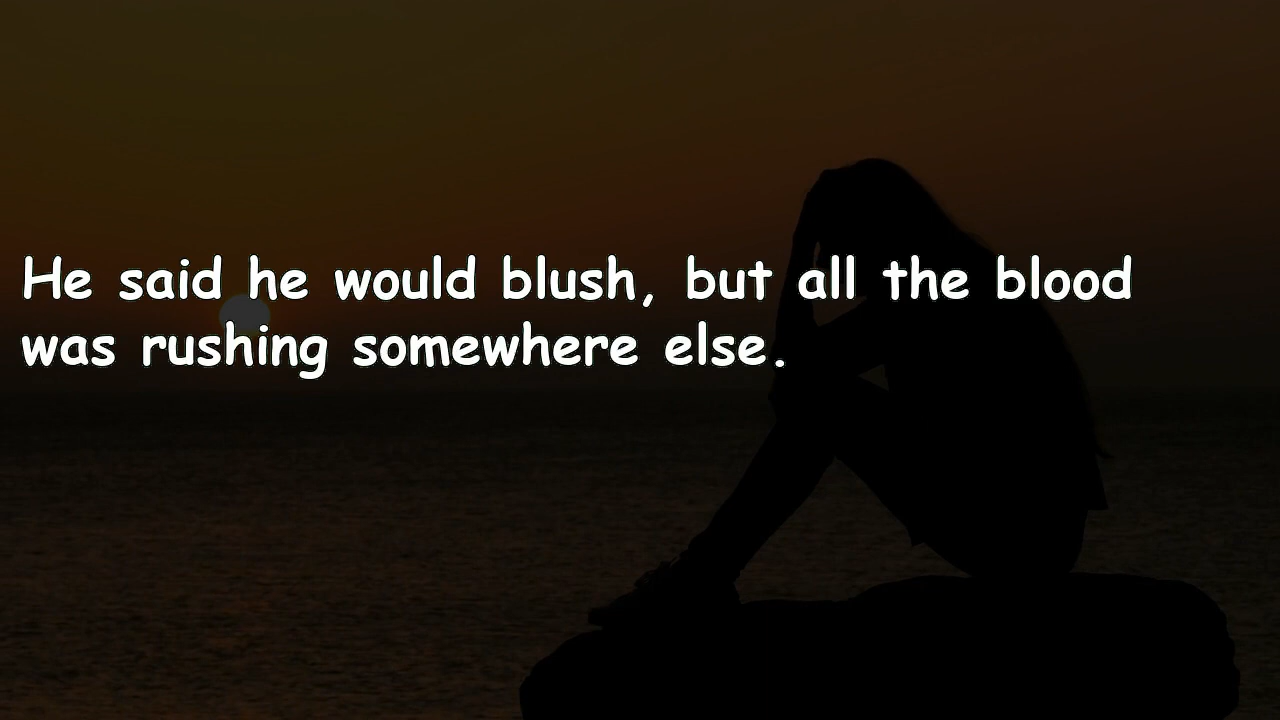 He said he would blush, but all the blood
was rushing somewhere else.